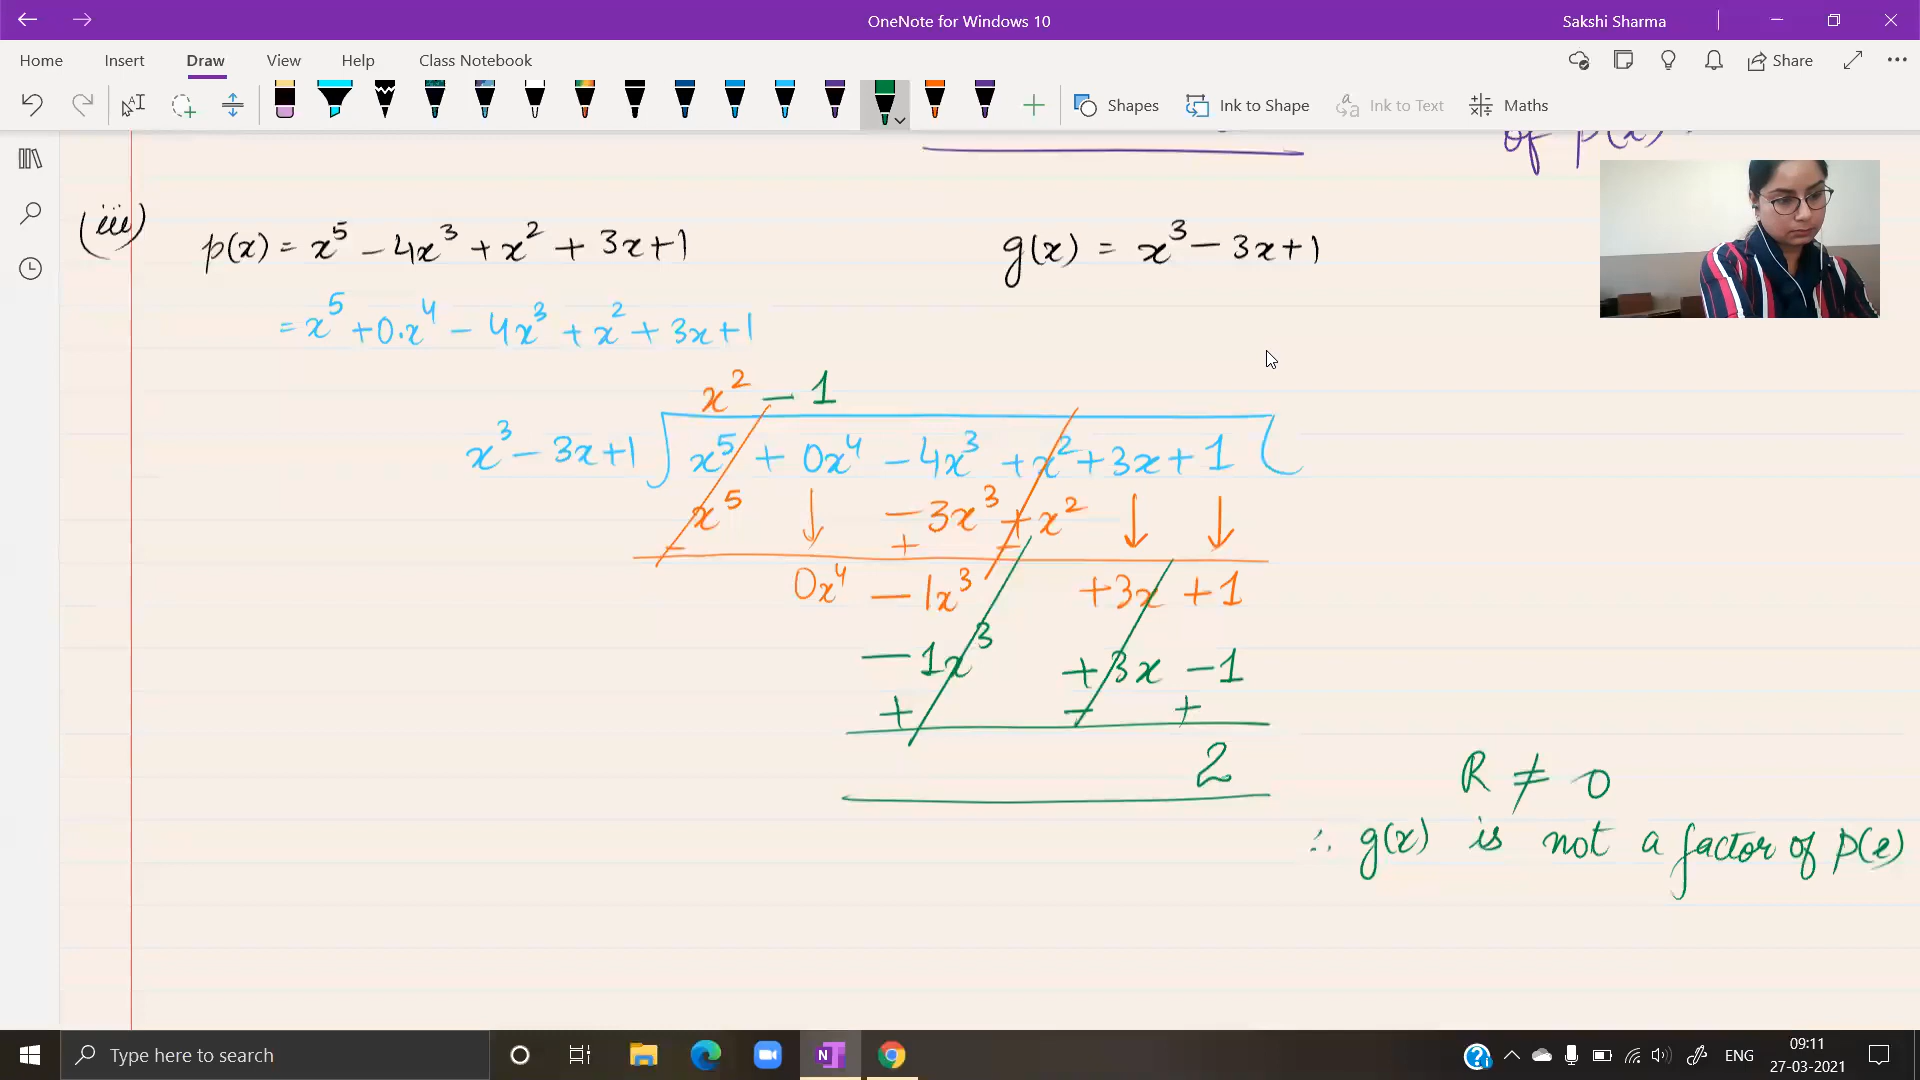 OneNote for Windows 10
Sakshi Sharma
Home Insert Draw View Help Class Notebook
Share
Shapes Ink to Shape Ink to Text Maths
of p(x).
(iii) p(x) = x⁵ - 4x³ + x² + 3x+1 g(x) = x³ - 3x+1
= x⁵ + 0.x⁴ - 4x³ + x² + 3x+1
x² - 1
x³ - 3x+1 ) x⁵ + 0x⁴ - 4x³ + x² + 3x + 1 (
x⁵ ↓ - 3x³ + x² ↓ ↓
- + -
0x⁴ - 1x³ + 3x + 1
- 1x³ + 3x - 1
+ - +
2
R ≠ 0
∴ g(x) is not a factor of p(x)
Type here to search
ENG
09:11
27-03-2021